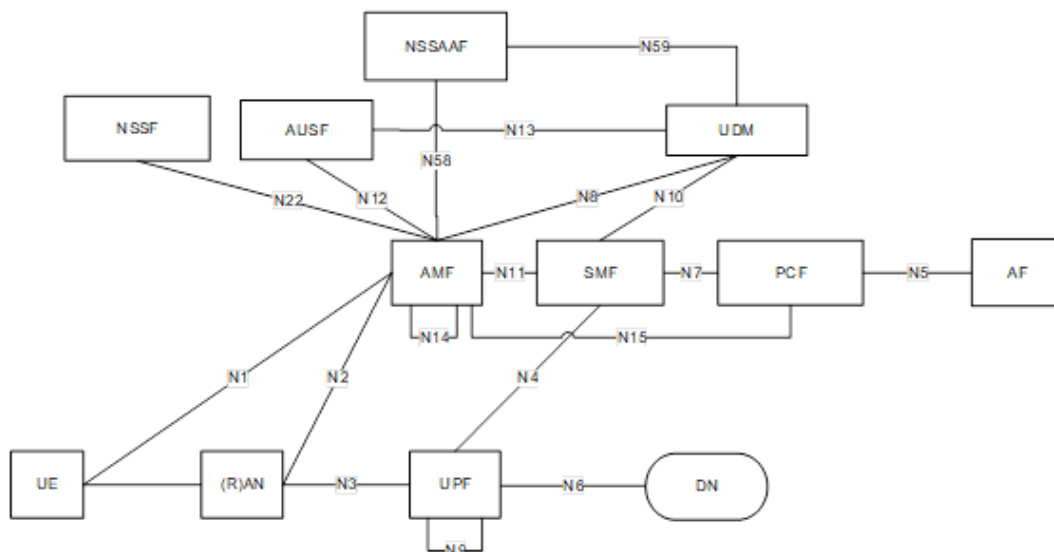 NSSAAF
N59
NSSF
AUSF
N13
UDM
N58
N22
N12
N8
N10
AMF
N11
SMF
N7
PCF
N5
AF
N14
N15
N1
N2
N4
UE
(R)AN
N3
UPF
N6
DN
N9